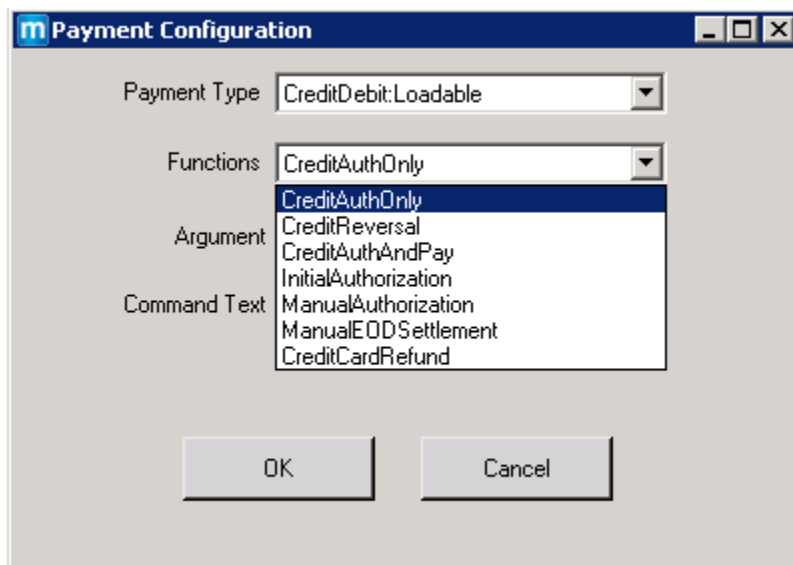 m Payment Configuration
Payment Type CreditDebit:Loadable
Functions CreditAuthOnly
CreditAuthOnly
CreditReversal
Argument
CreditAuthAndPay
InitialAuthorization
Command Text
ManualAuthorization
ManualEODSettlement
CreditCardRefund
OK Cancel